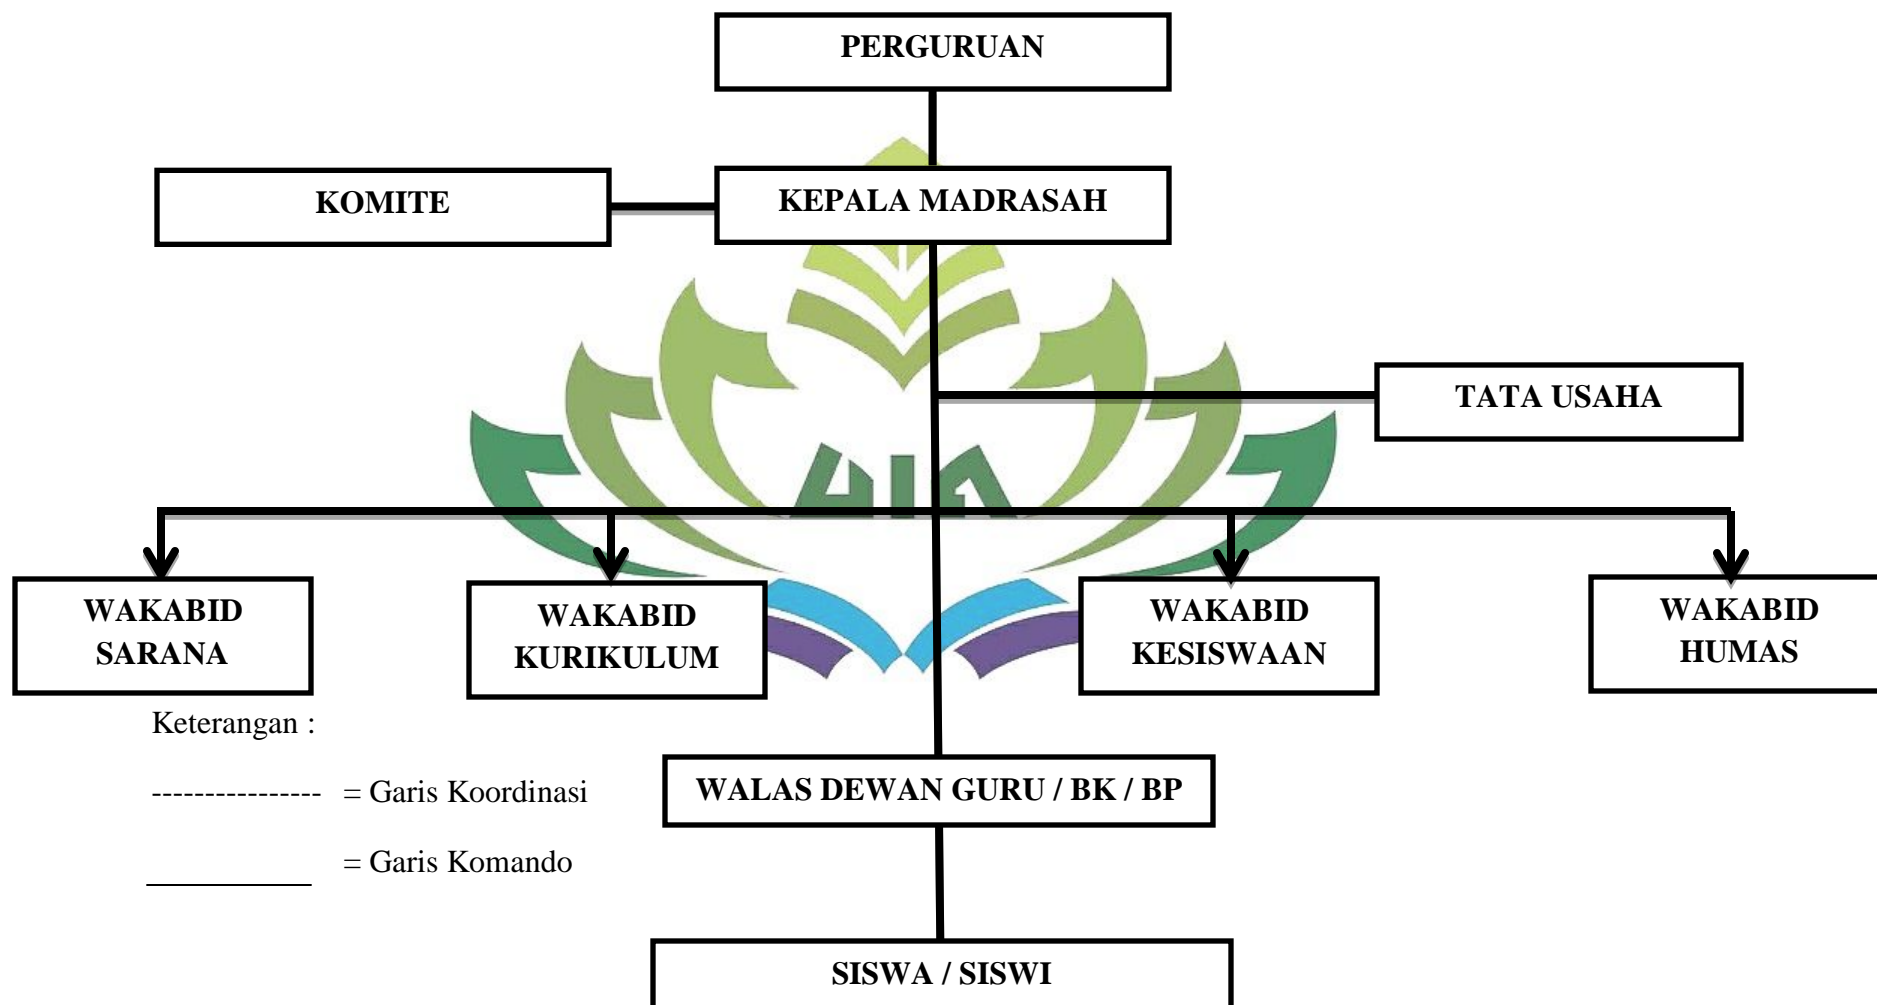 PERGURUAN
KOMITE
KEPALA MADRASAH
TATA USAHA
WAKABID
SARANA
WAKABID
KURIKULUM
WAKABID
KESISWAAN
WAKABID
HUMAS
Keterangan :
---------------- = Garis Koordinasi
__________ = Garis Komando
WALAS DEWAN GURU / BK / BP
SISWA / SISWI